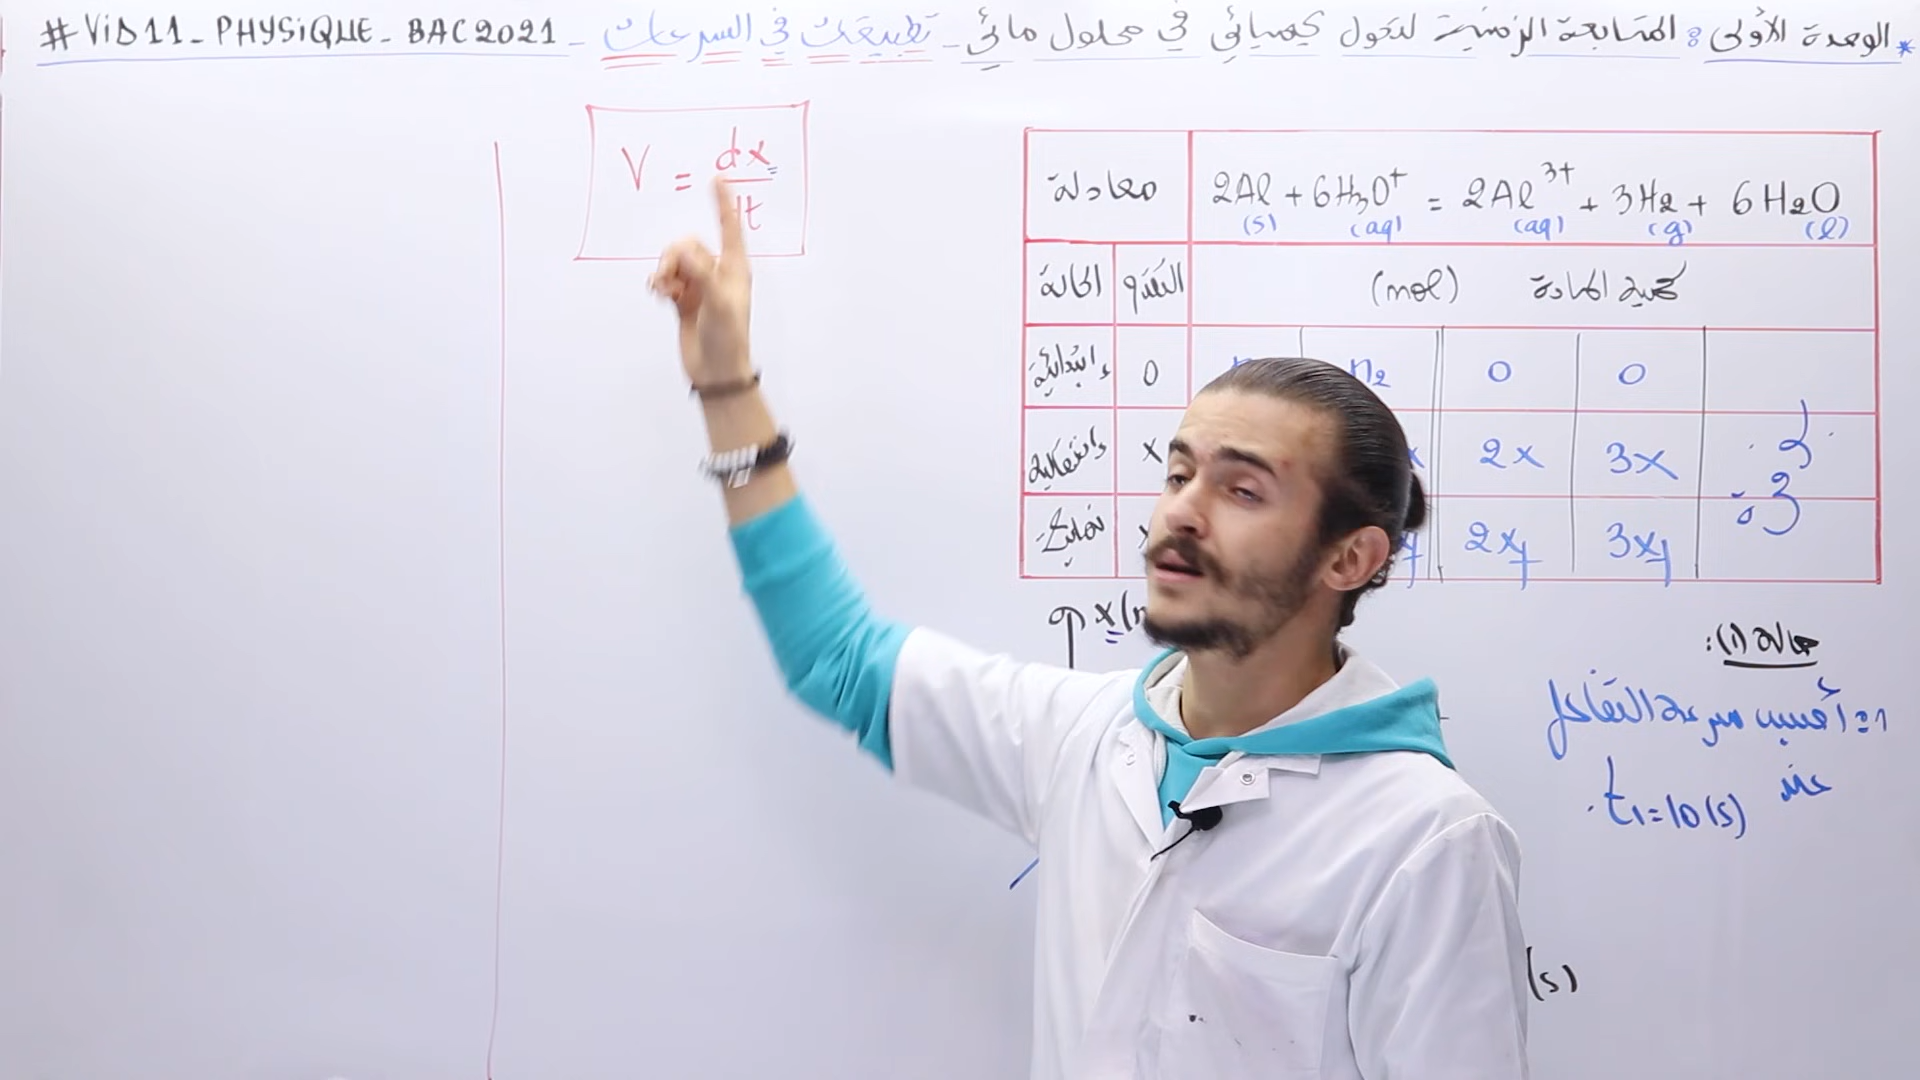 * الوحدة الأولى: المتابعة الزمنية لتحول كيميائي في محلول مائي - تطبيقات في السرعات - #ViD11_PHYSiQUE_BAC2021
V = dx/dt
معادلة 2Al + 6H3O+ = 2Al3+ + 3H2 + 6H2O
(s) (aq) (aq) (g) (l)
الحالة التقدم كمية المادة (mol)
إبتدائية 0 n2 0 0
إنتقالية x 2x 3x
نهائية 2xf 3xf
x
حالة (1):
1- أحسب سرعة التفاعل
عند t1=10(s).
(s)